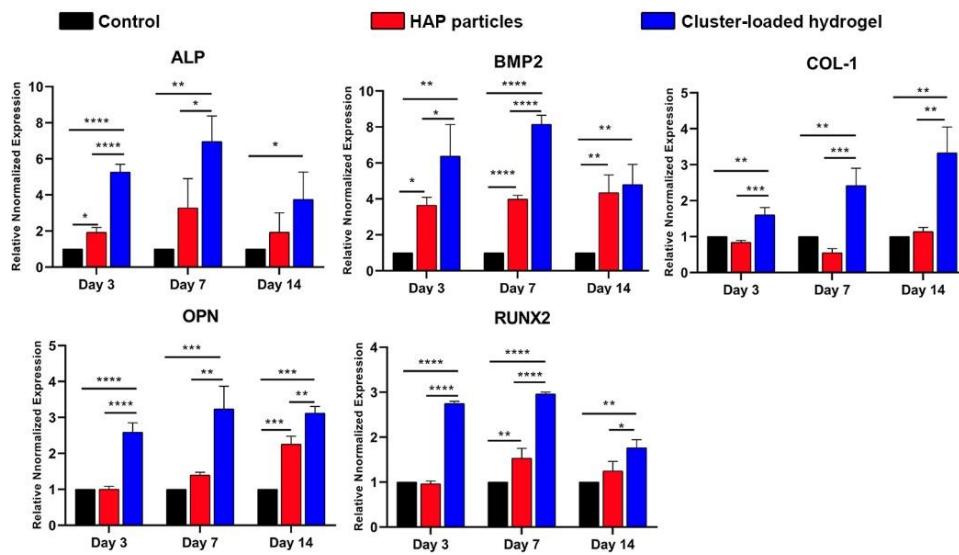 Control
HAP particles
Cluster-loaded hydrogel
ALP
Relative Nnormalized Expression
10
8
6
4
2
0
**
*
****
****
*
*
Day 3
Day 7
Day 14
BMP2
Relative Nnormalized Expression
10
8
6
4
2
0
**
*
*
****
****
****
**
**
Day 3
Day 7
Day 14
COL-1
Relative Nnormalized Expression
5
4
3
2
1
0
**
***
**
***
**
**
Day 3
Day 7
Day 14
OPN
Relative Nnormalized Expression
5
4
3
2
1
0
****
****
***
**
***
**
***
Day 3
Day 7
Day 14
RUNX2
Relative Nnormalized Expression
4
3
2
1
0
****
****
****
****
**
**
*
Day 3
Day 7
Day 14